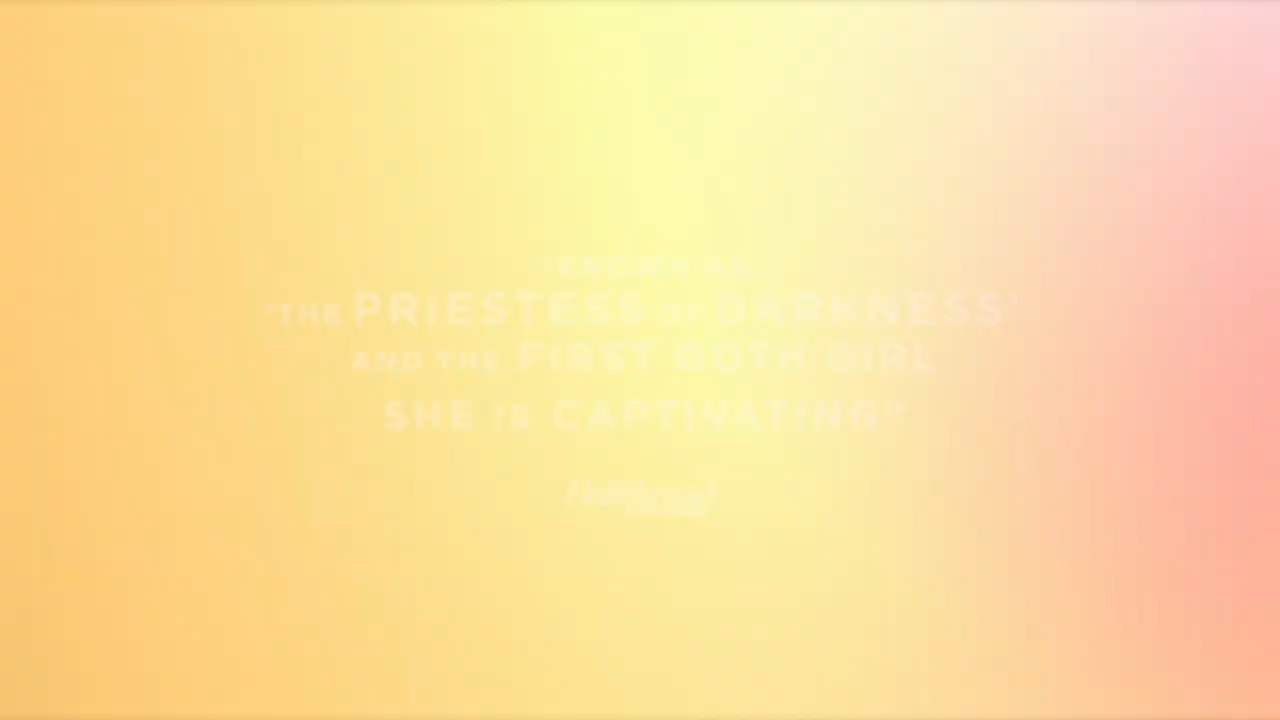 "KNOWN AS
'THE PRIESTESS OF DARKNESS'
AND THE FIRST GOTH GIRL
SHE IS CAPTIVATING"